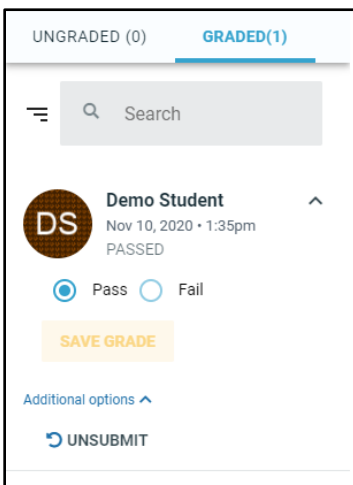 UNGRADED (0) GRADED(1)
Search
DS
Demo Student
Nov 10, 2020 • 1:35pm
PASSED
Pass Fail
SAVE GRADE
Additional options
UNSUBMIT